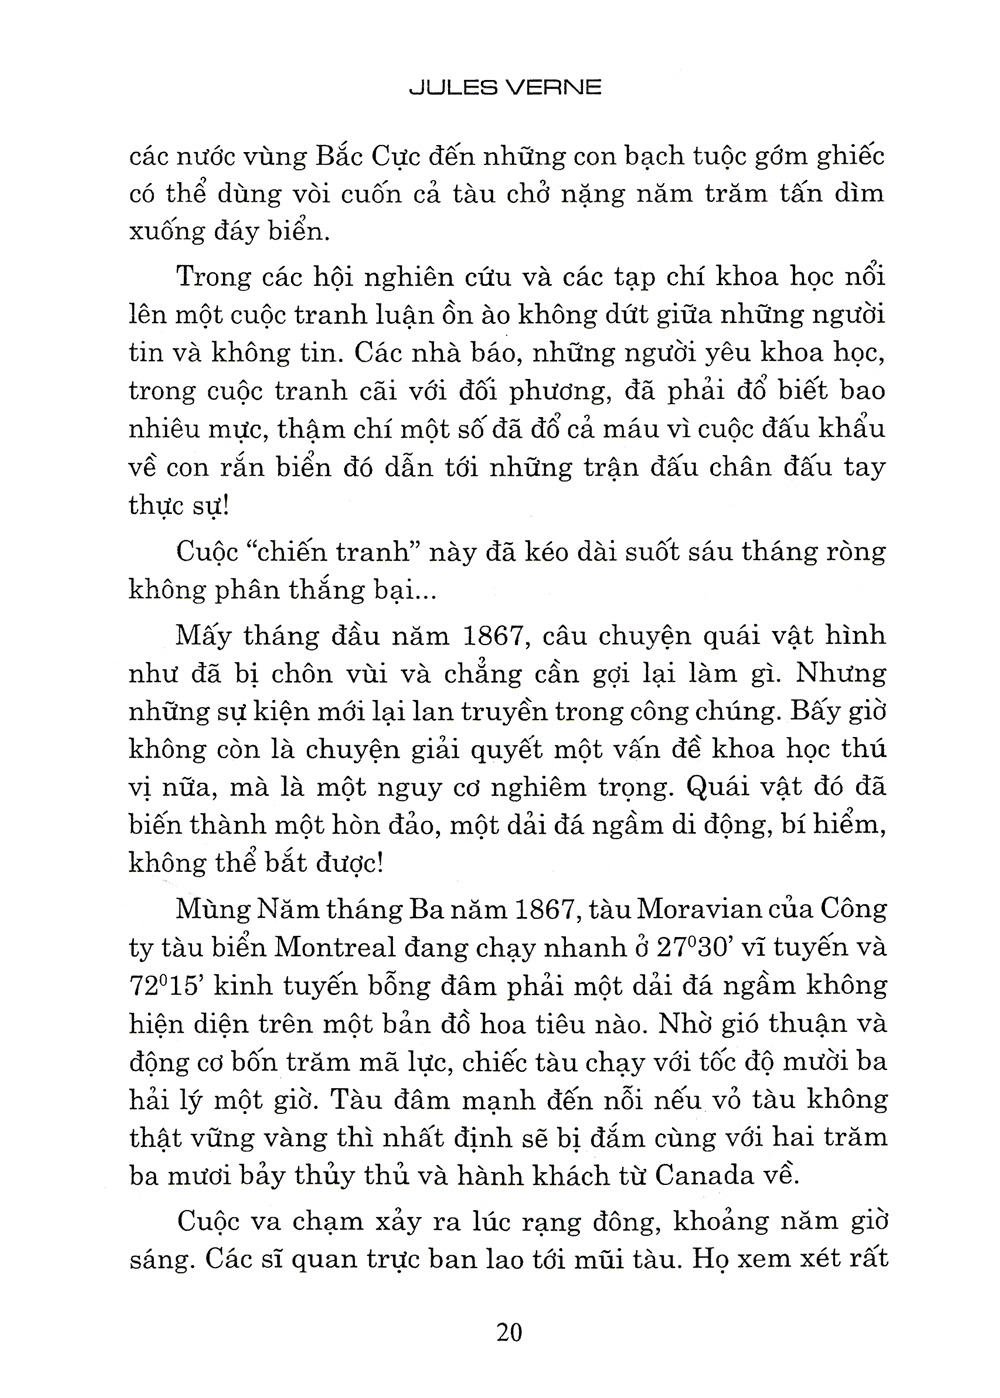 JULES VERNE
các nước vùng Bắc Cực đến những con bạch tuộc gớm ghiếc
có thể dùng vòi cuốn cả tàu chở nặng năm trăm tấn dìm
xuống đáy biển.
Trong các hội nghiên cứu và các tạp chí khoa học nổi
lên một cuộc tranh luận ồn ào không dứt giữa những người
tin và không tin. Các nhà báo, những người yêu khoa học,
trong cuộc tranh cãi với đối phương, đã phải đổ biết bao
nhiêu mực, thậm chí một số đã đổ cả máu vì cuộc đấu khẩu
về con rắn biển đó dẫn tới những trận đấu chân đấu tay
thực sự!
Cuộc “chiến tranh” này đã kéo dài suốt sáu tháng ròng
không phân thắng bại...
Mấy tháng đầu năm 1867, câu chuyện quái vật hình
như đã bị chôn vùi và chẳng cần gợi lại làm gì. Nhưng
những sự kiện mới lại lan truyền trong công chúng. Bấy giờ
không còn là chuyện giải quyết một vấn đề khoa học thú
vị nữa, mà là một nguy cơ nghiêm trọng. Quái vật đó đã
biến thành một hòn đảo, một dải đá ngầm di động, bí hiểm,
không thể bắt được!
Mùng Năm tháng Ba năm 1867, tàu Moravian của Công
ty tàu biển Montreal đang chạy nhanh ở 27⁰30’ vĩ tuyến và
72⁰15’ kinh tuyến bỗng đâm phải một dải đá ngầm không
hiện diện trên một bản đồ hoa tiêu nào. Nhờ gió thuận và
động cơ bốn trăm mã lực, chiếc tàu chạy với tốc độ mười ba
hải lý một giờ. Tàu đâm mạnh đến nỗi nếu vỏ tàu không
thật vững vàng thì nhất định sẽ bị đắm cùng với hai trăm
ba mươi bảy thủy thủ và hành khách từ Canada về.
Cuộc va chạm xảy ra lúc rạng đông, khoảng năm giờ
sáng. Các sĩ quan trực ban lao tới mũi tàu. Họ xem xét rất
20